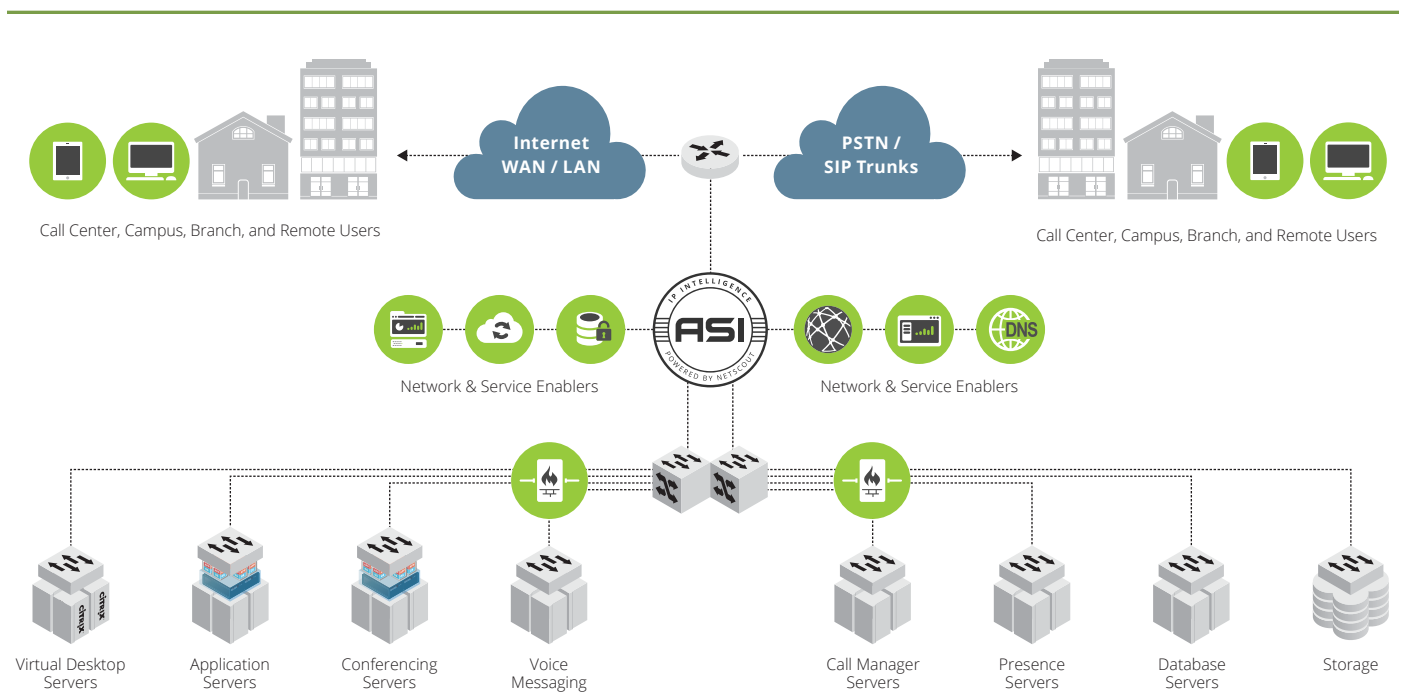 Internet
WAN / LAN
PSTN /
SIP Trunks
Call Center, Campus, Branch, and Remote Users
Call Center, Campus, Branch, and Remote Users
IP INTELLIGENCE
ASI
POWERED BY NETSCOUT
DNS
Network & Service Enablers
Network & Service Enablers
citrix
citrix
Virtual Desktop
Servers
Application
Servers
Conferencing
Servers
Voice
Messaging
Call Manager
Servers
Presence
Servers
Database
Servers
Storage